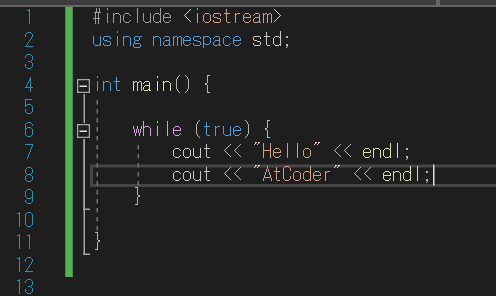 1 #include <iostream>
2 using namespace std;
3
4 int main() {
5
6     while (true) {
7         cout << "Hello" << endl;
8         cout << "AtCoder" << endl;
9     }
10
11 }
12
13